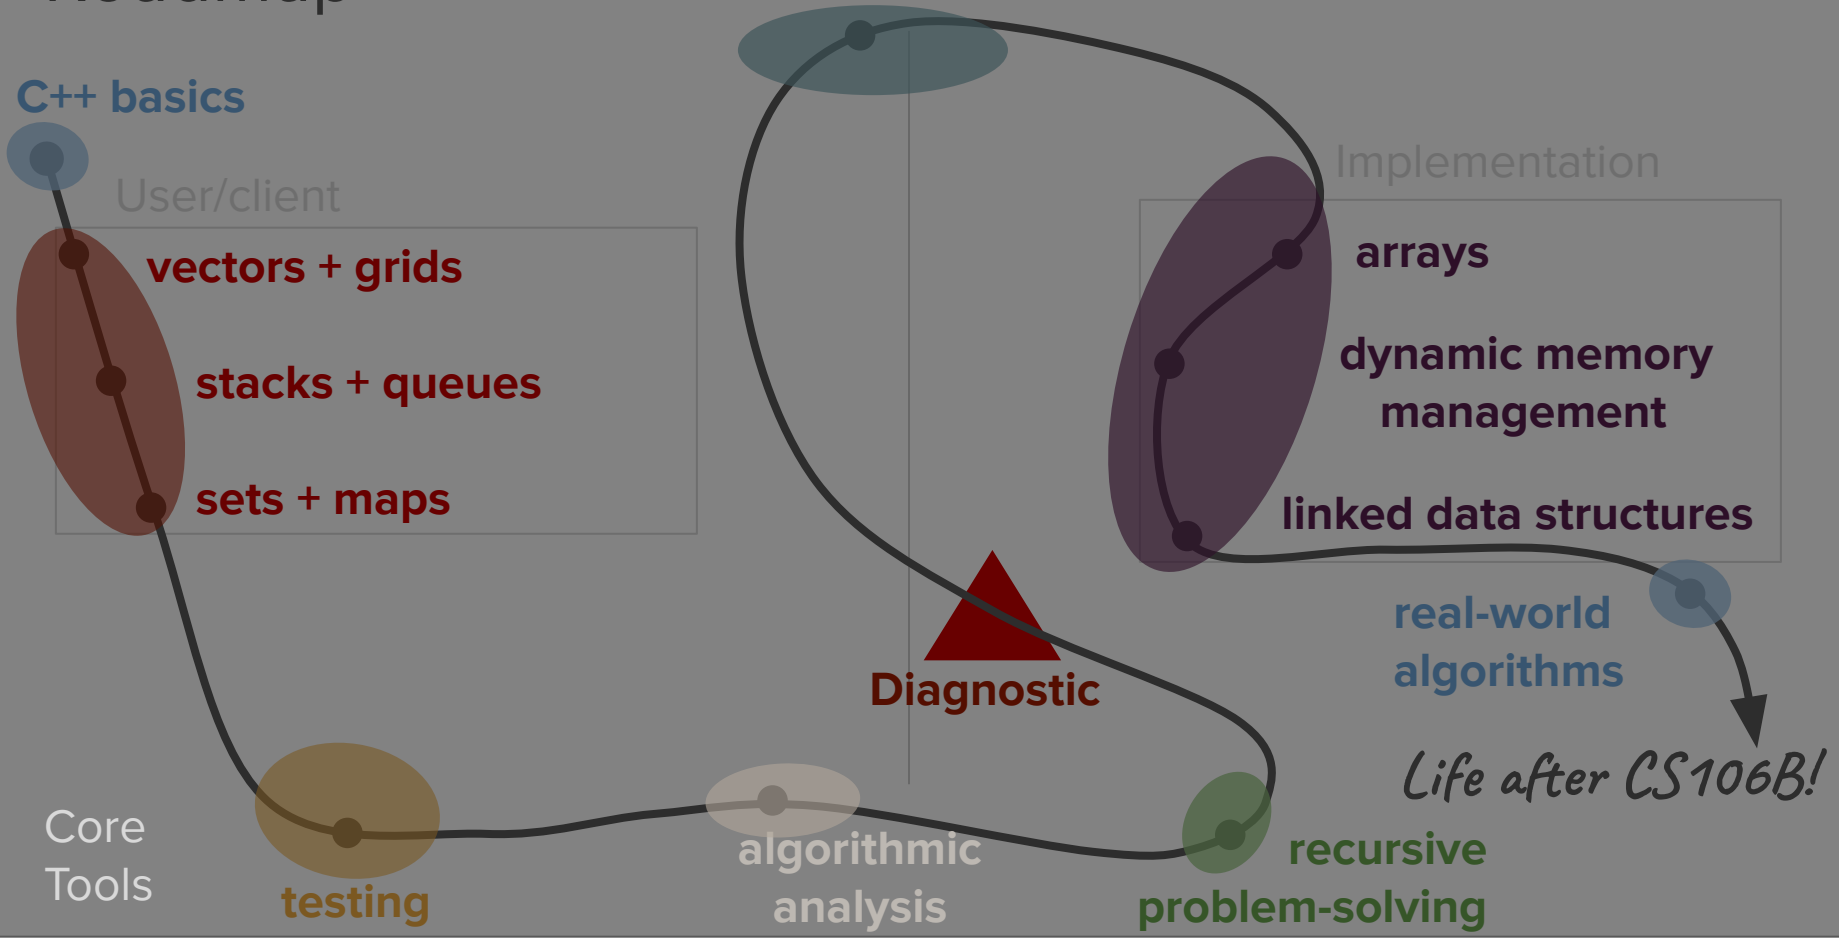 Roadmap
C++ basics
User/client
vectors + grids
stacks + queues
sets + maps
Implementation
arrays
dynamic memory
management
linked data structures
real-world
algorithms
Diagnostic
Life after CS106B!
Core
Tools
testing
algorithmic
analysis
recursive
problem-solving